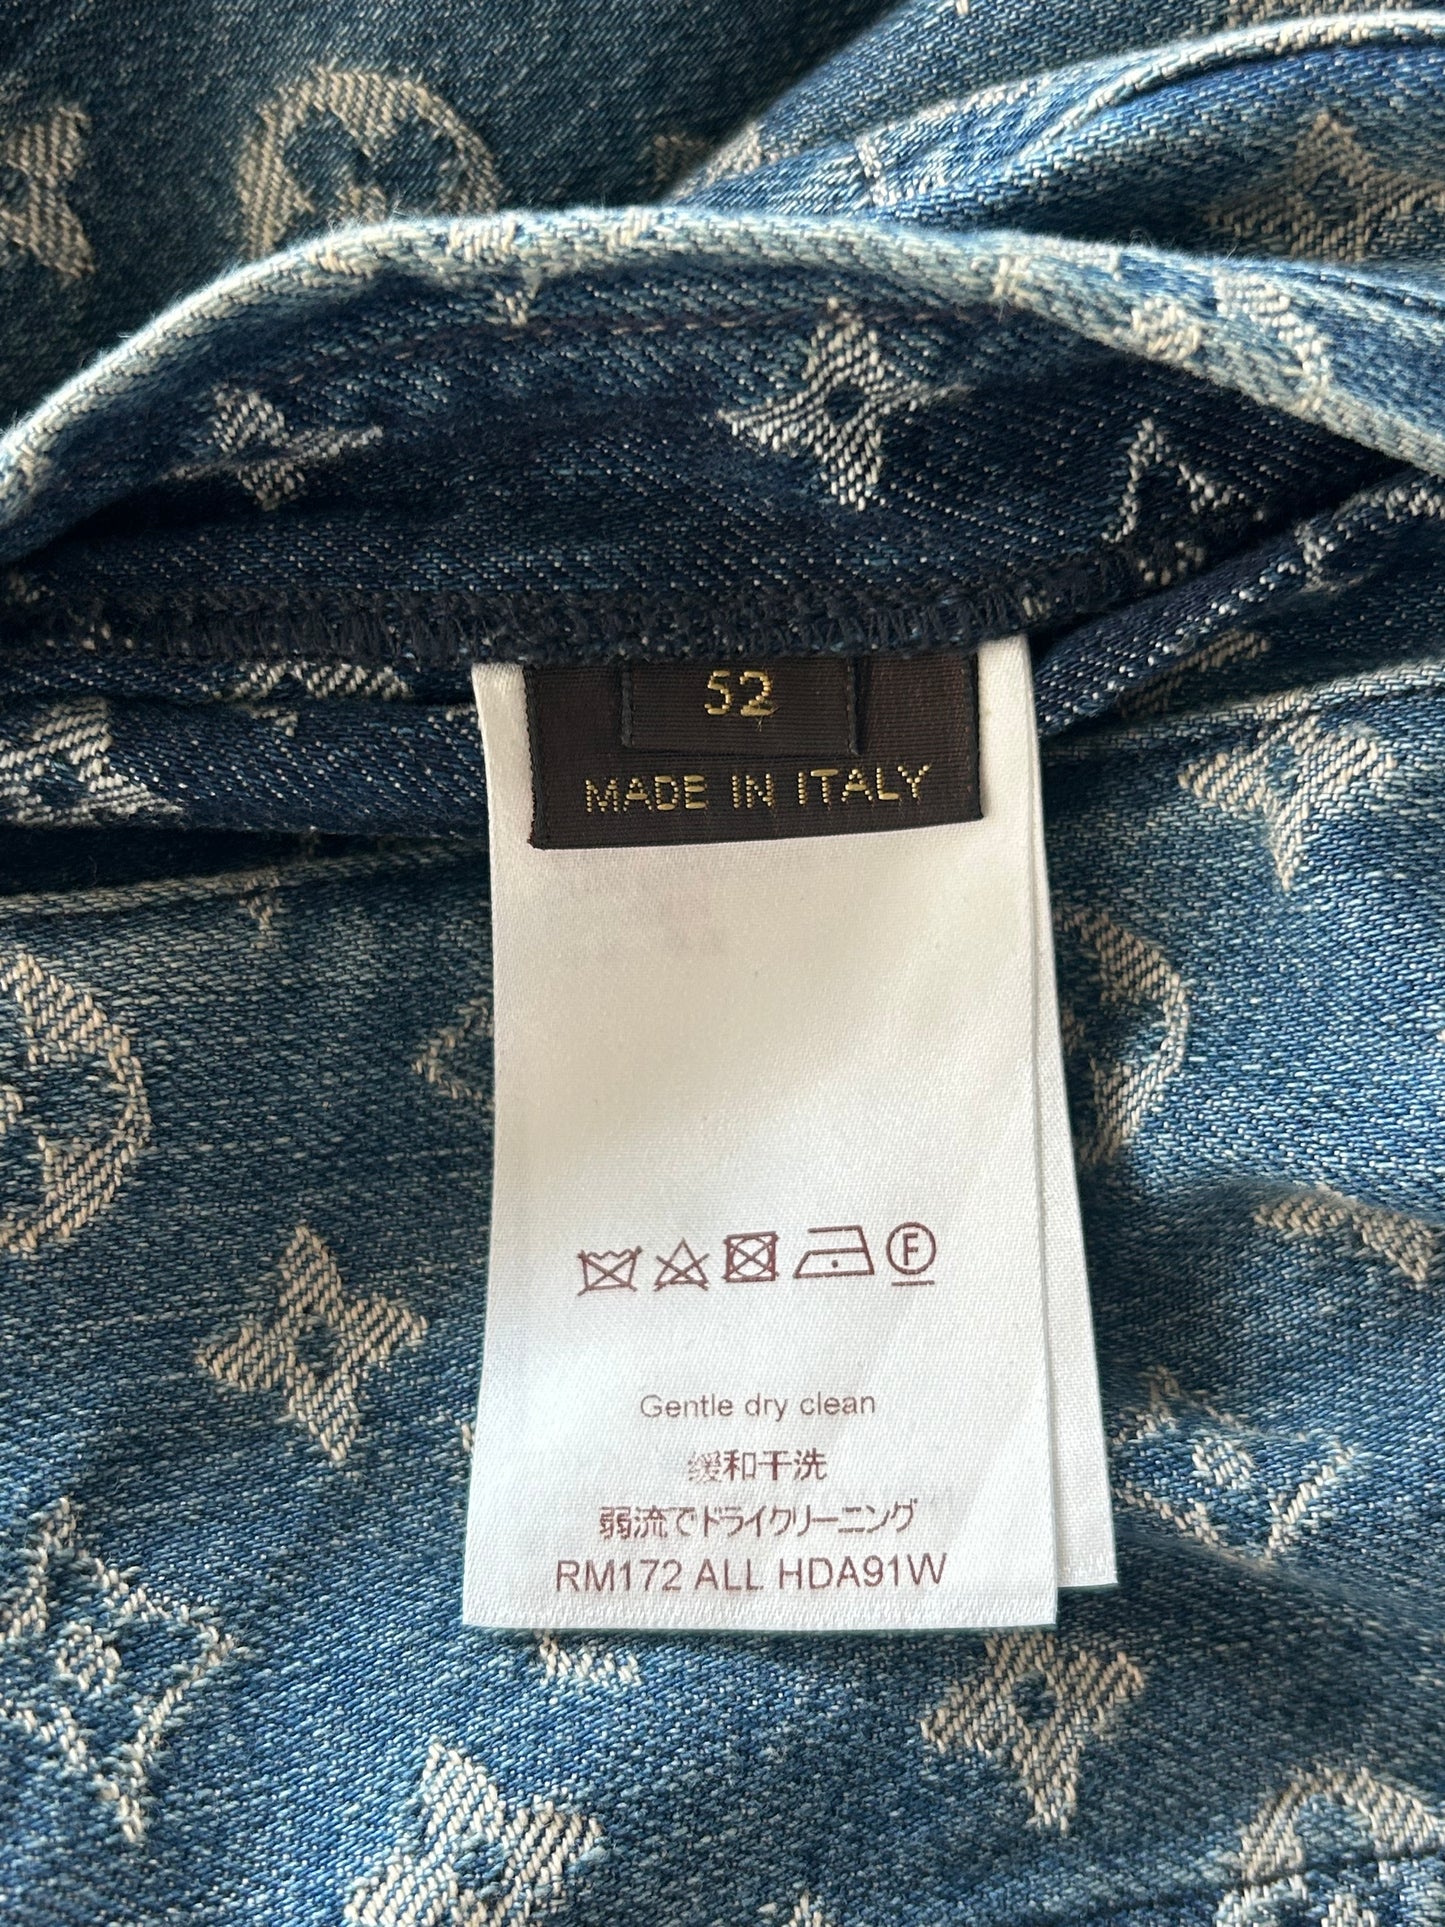 52
MADE IN ITALY
F
Gentle dry clean
缓和干洗
弱流でドライクリーニング
RM172 ALL HDA91W